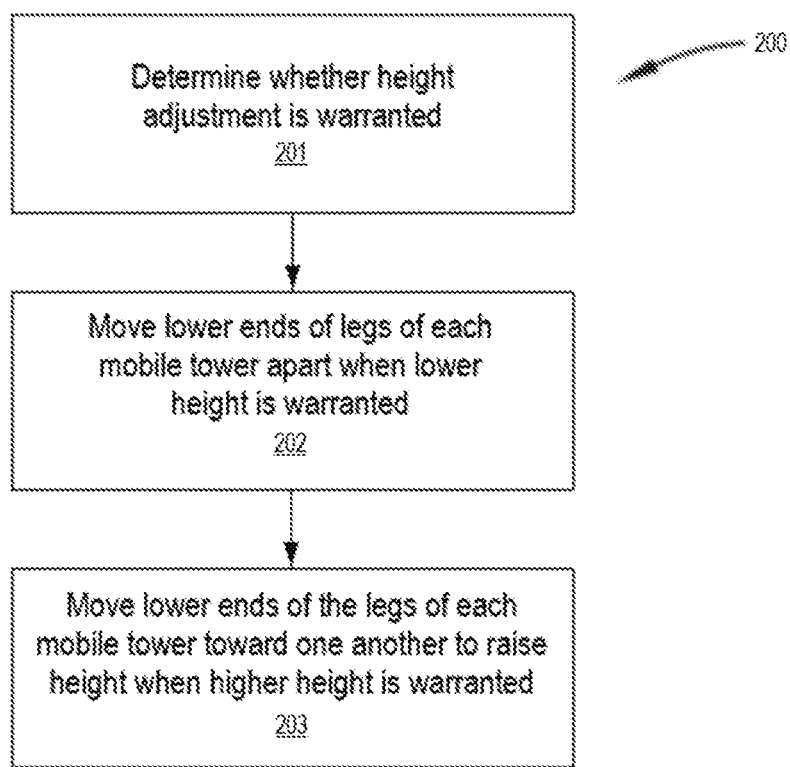 200
Determine whether height
adjustment is warranted
201
Move lower ends of legs of each
mobile tower apart when lower
height is warranted
202
Move lower ends of the legs of each
mobile tower toward one another to raise
height when higher height is warranted
203